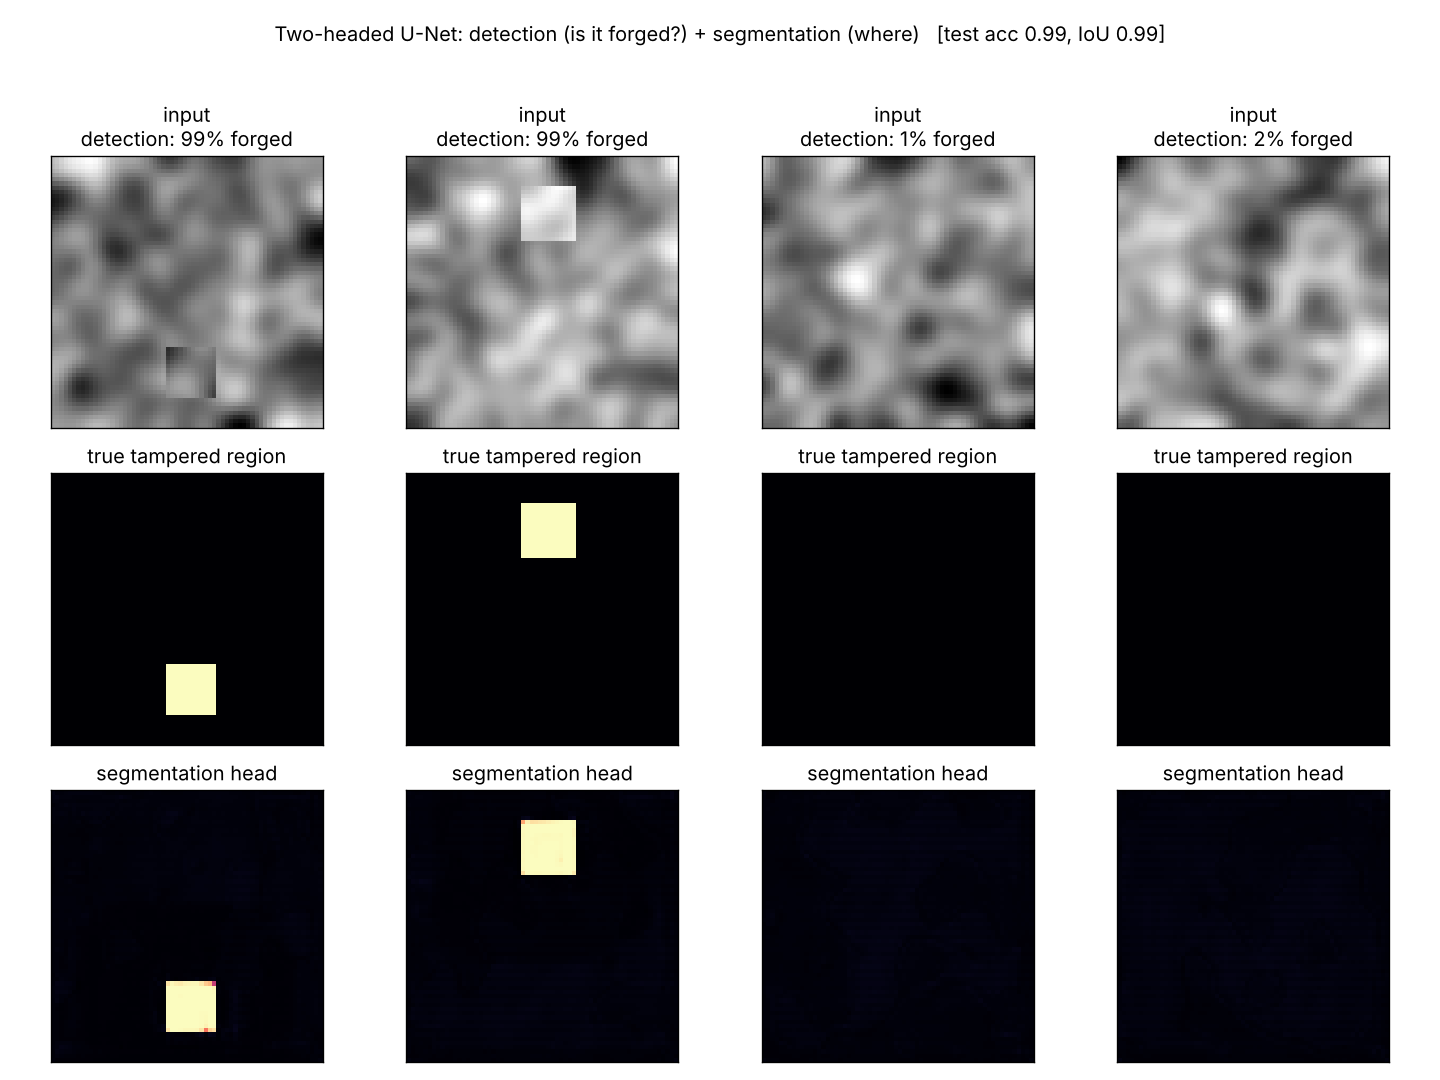 Two-headed U-Net: detection (is it forged?) + segmentation (where)   [test acc 0.99, IoU 0.99]
input
detection: 99% forged
input
detection: 99% forged
input
detection: 1% forged
input
detection: 2% forged
true tampered region
true tampered region
true tampered region
true tampered region
segmentation head
segmentation head
segmentation head
segmentation head